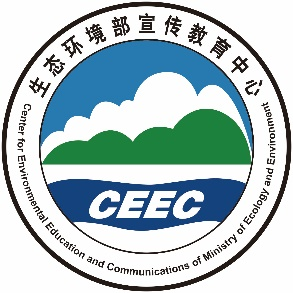 生态环境部宣传教育中心
CEEC
Center for Environmental Education and Communications of Ministry of Ecology and Environment